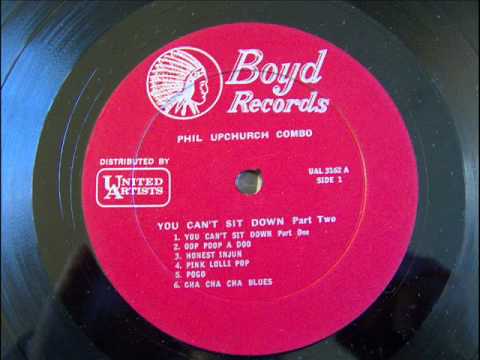 Boyd
Records
PHIL UPCHURCH COMBO
DISTRIBUTED BY
UNITED
ARTISTS
UAL 3162 A
SIDE 1
YOU CAN'T SIT DOWN Part Two
1. YOU CAN'T SIT DOWN Part One
2. OOP POOP A DOO
3. HONEST INJUN
4. PINK LOLLI POP
5. POGO
6. CHA CHA CHA BLUES